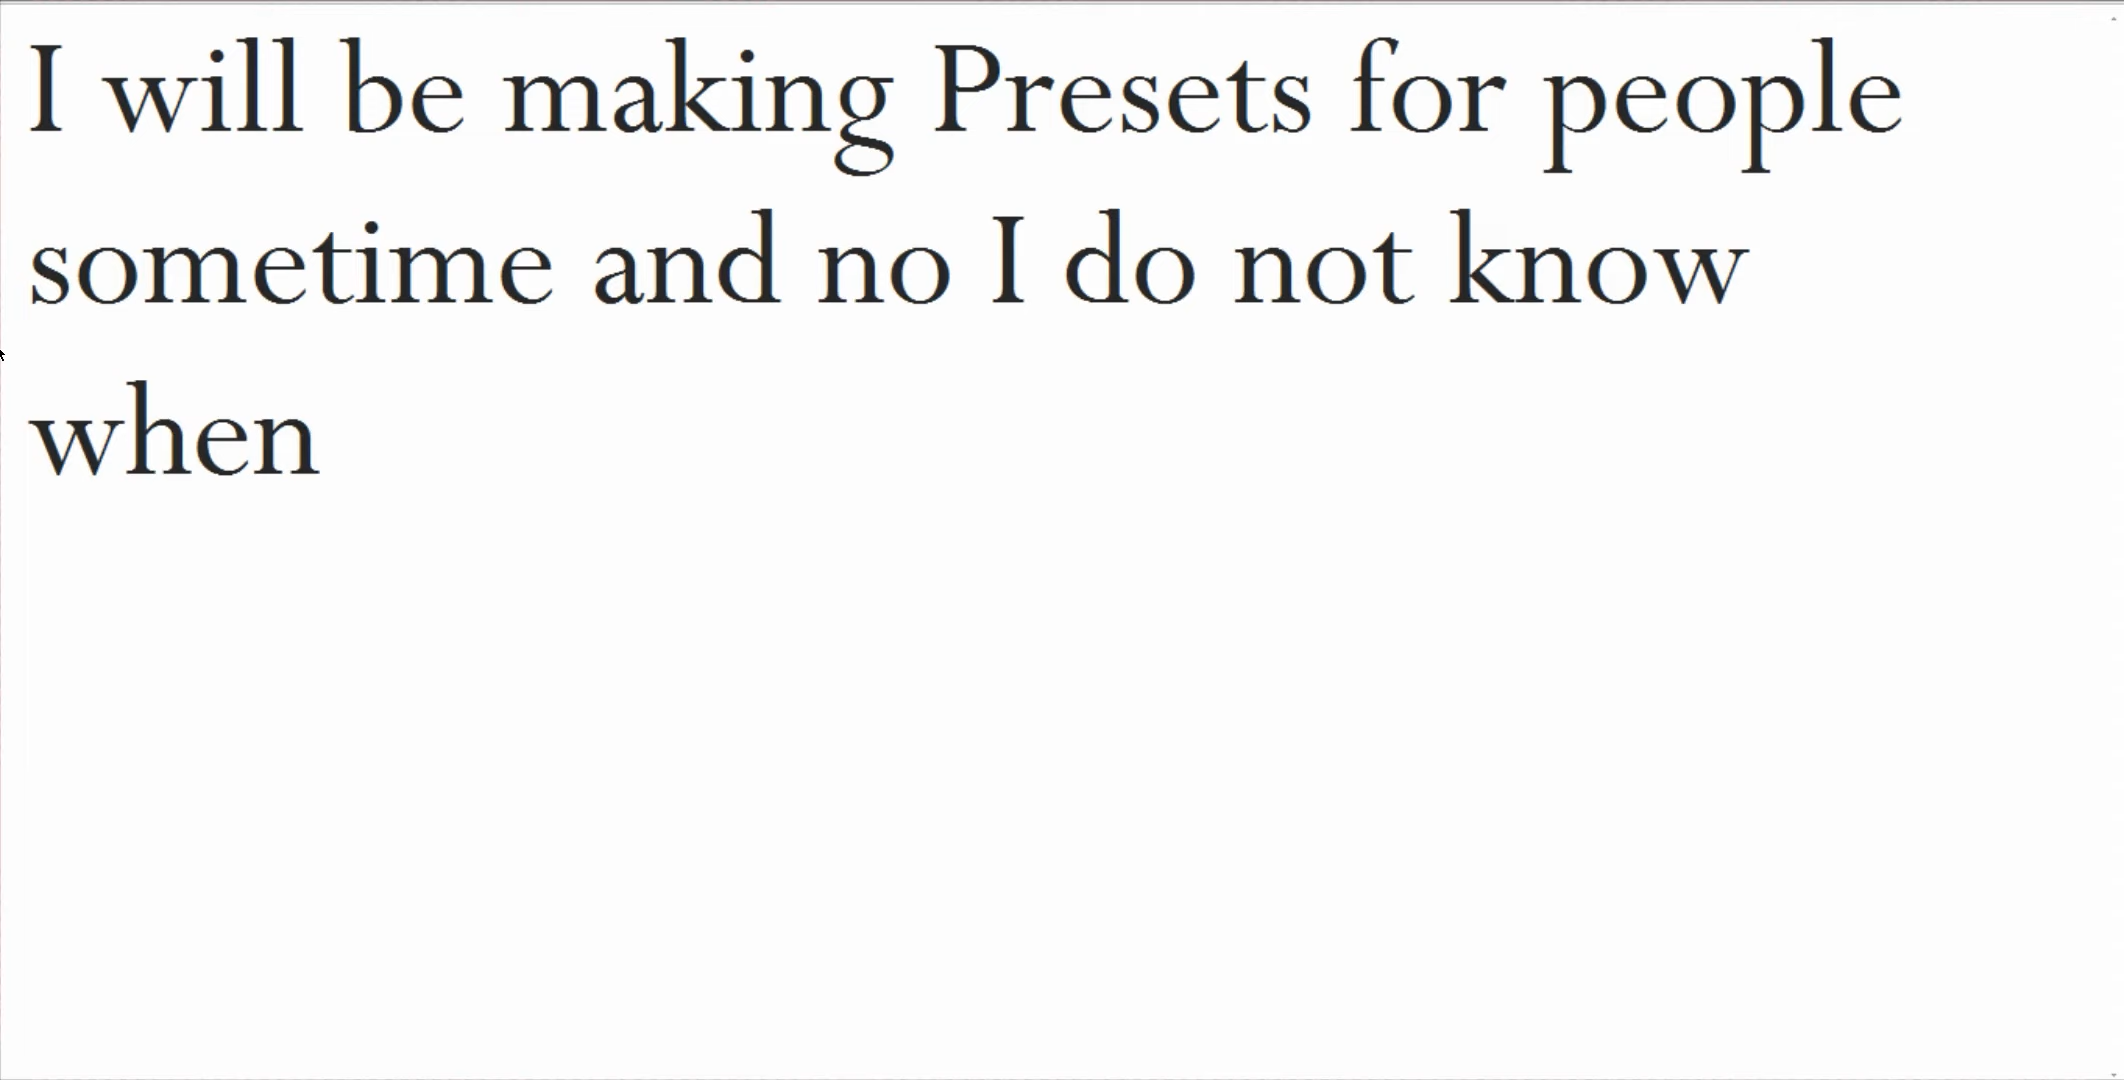 I will be making Presets for people
sometime and no I do not know
when